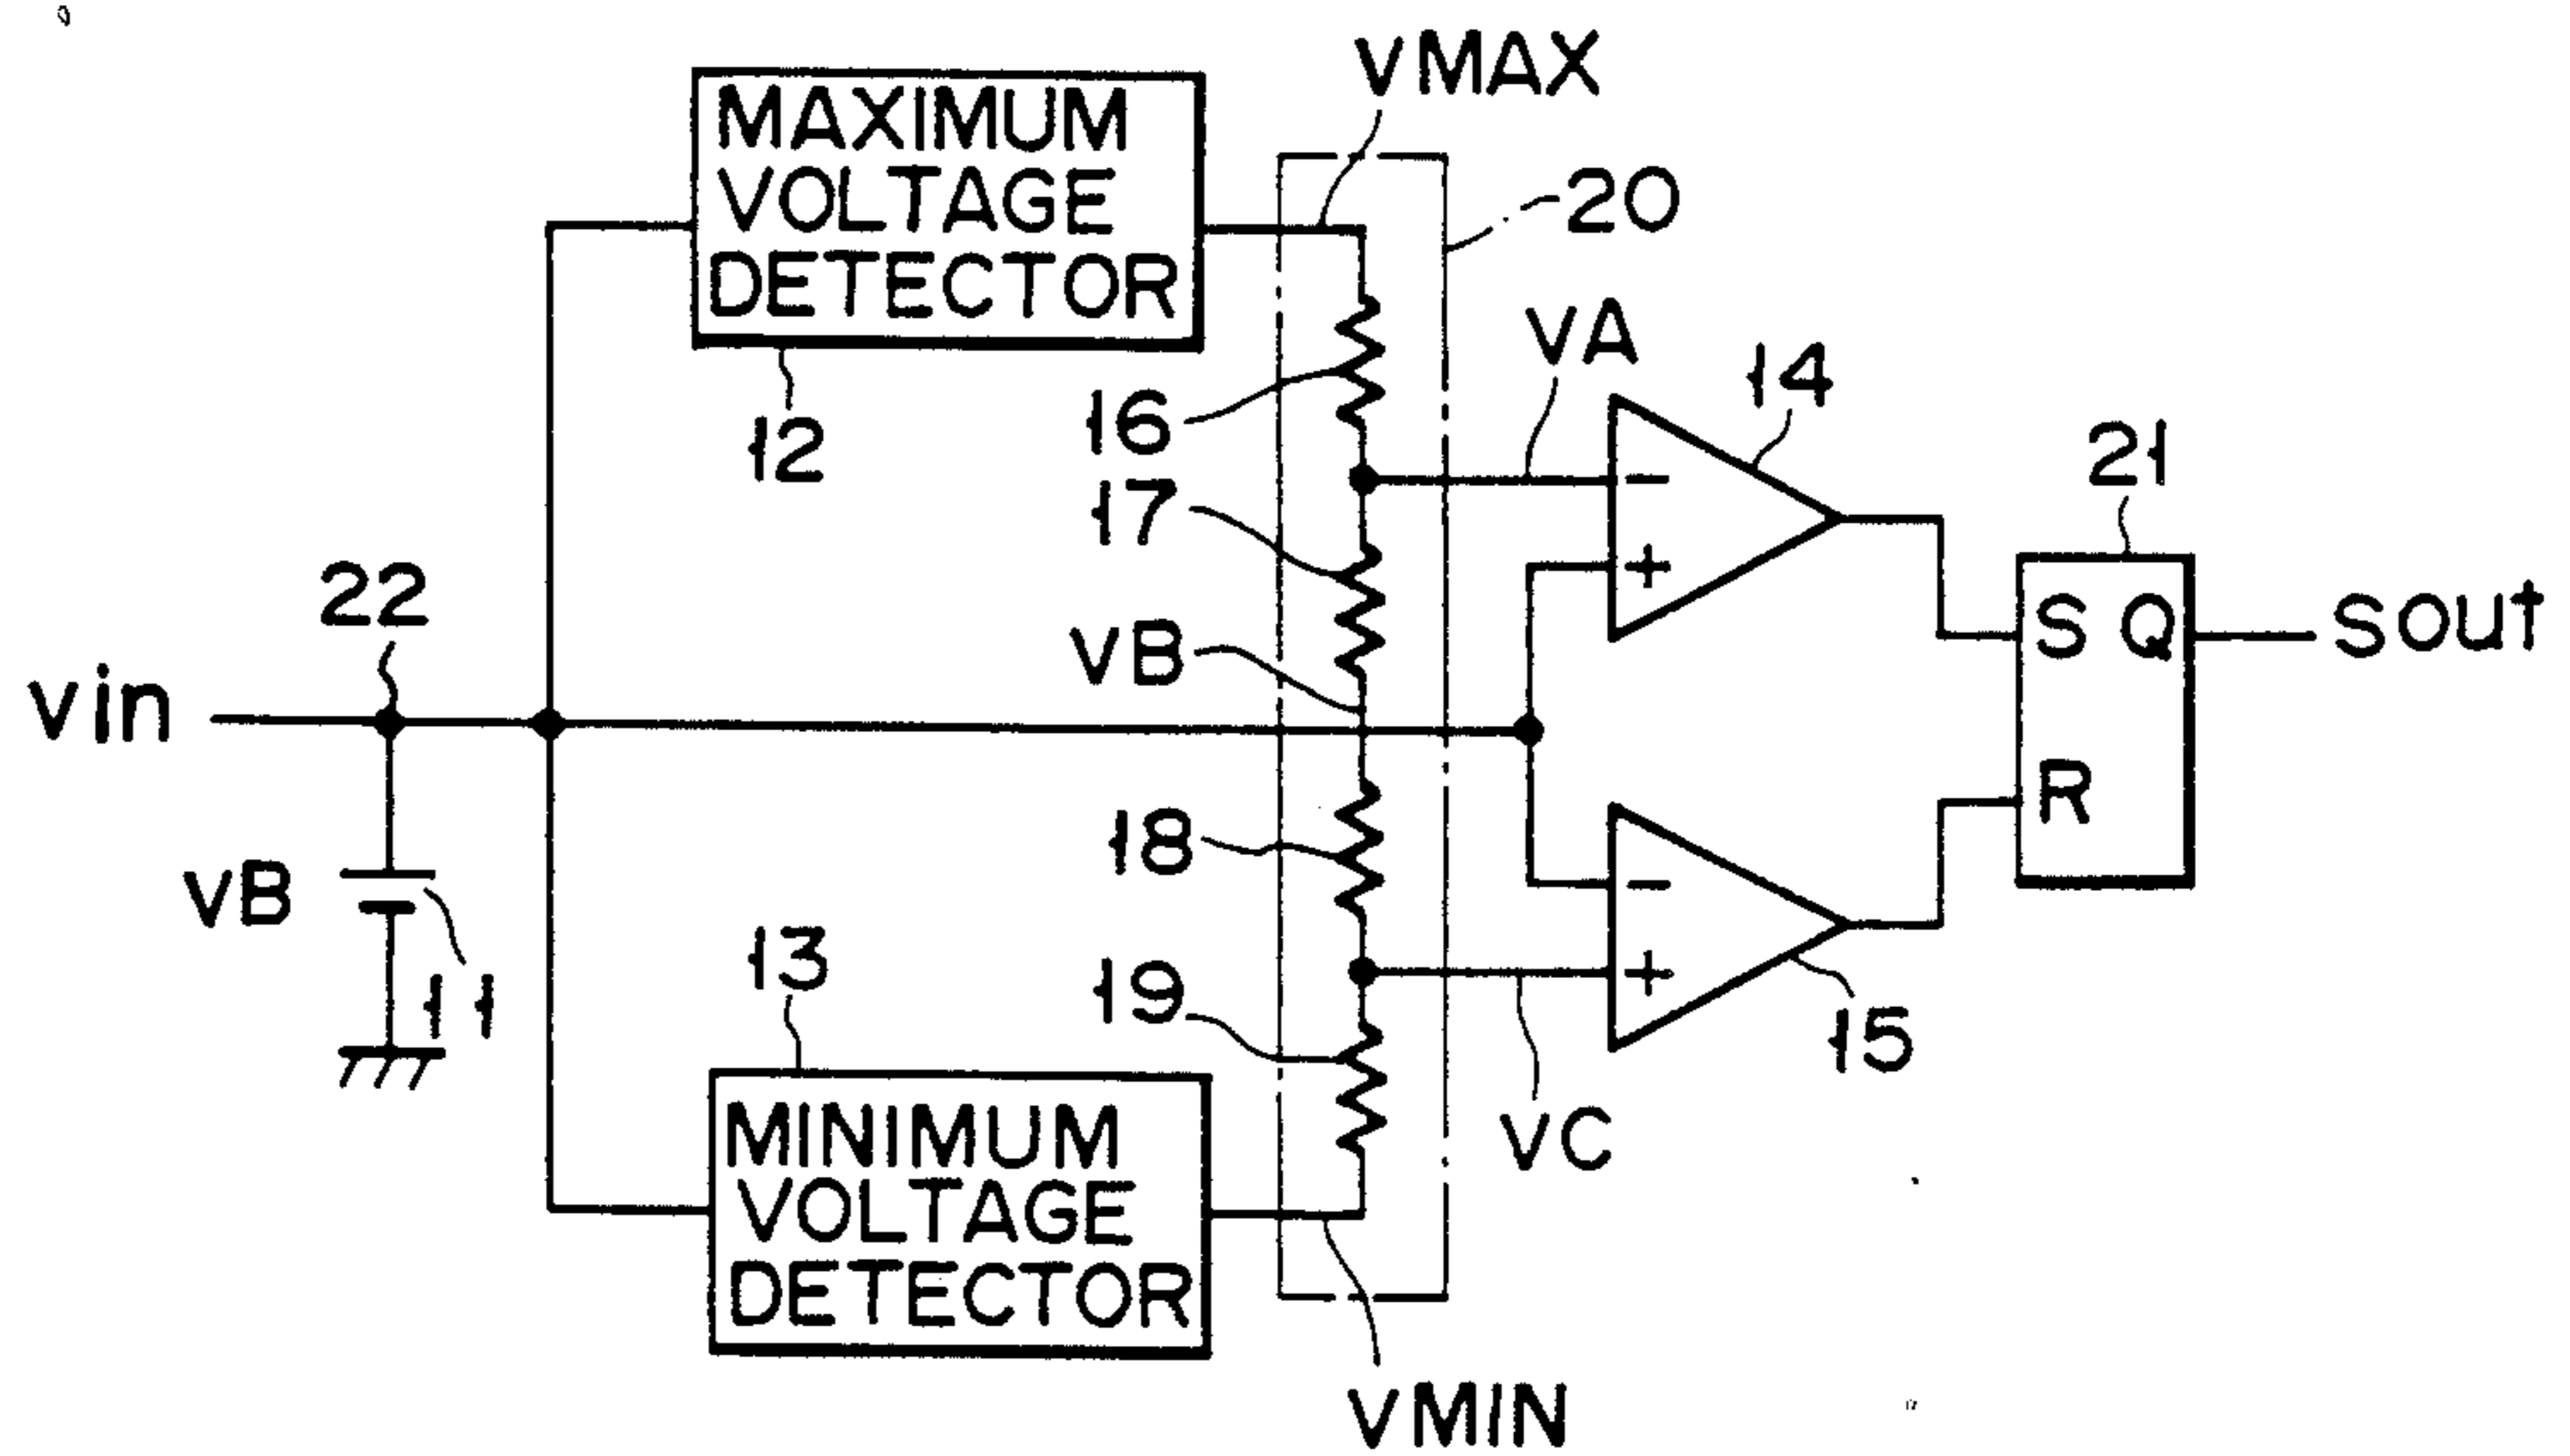 VMAX
MAXIMUM
VOLTAGE
DETECTOR
20
VA
14
16
12
21
17
22
S Q
Sout
VB
Vin
R
18
VB
13
19
11
15
MINIMUM
VOLTAGE
DETECTOR
VC
VMIN
−
+
−
+